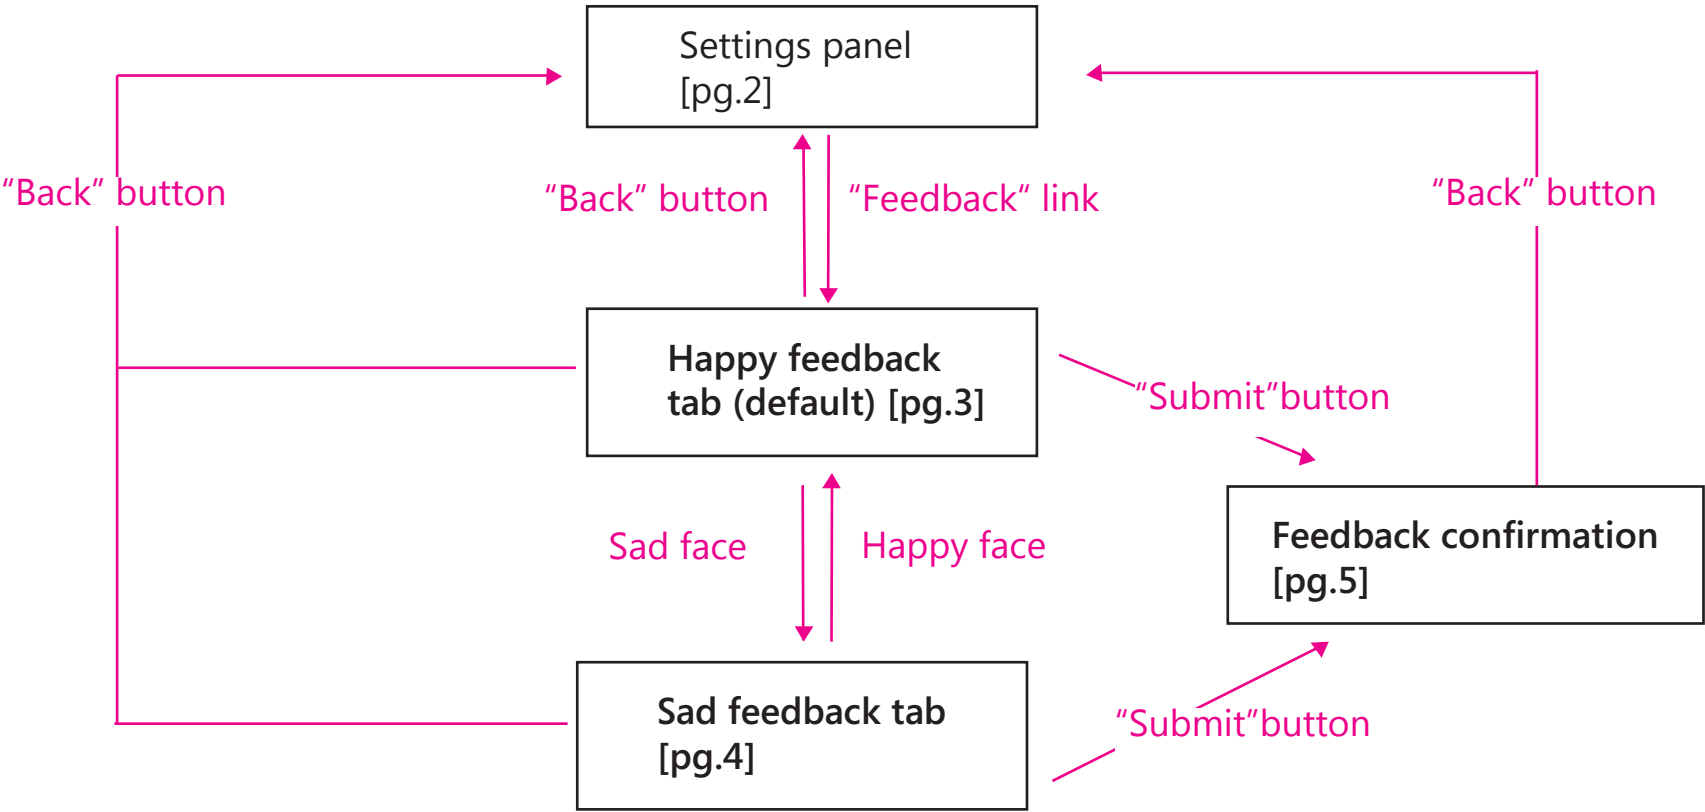 Settings panel
[pg.2]
“Back” button
“Back” button
“Feedback” link
“Back” button
Happy feedback
tab (default) [pg.3]
“Submit”button
Sad face
Happy face
Feedback confirmation
[pg.5]
Sad feedback tab
[pg.4]
“Submit”button